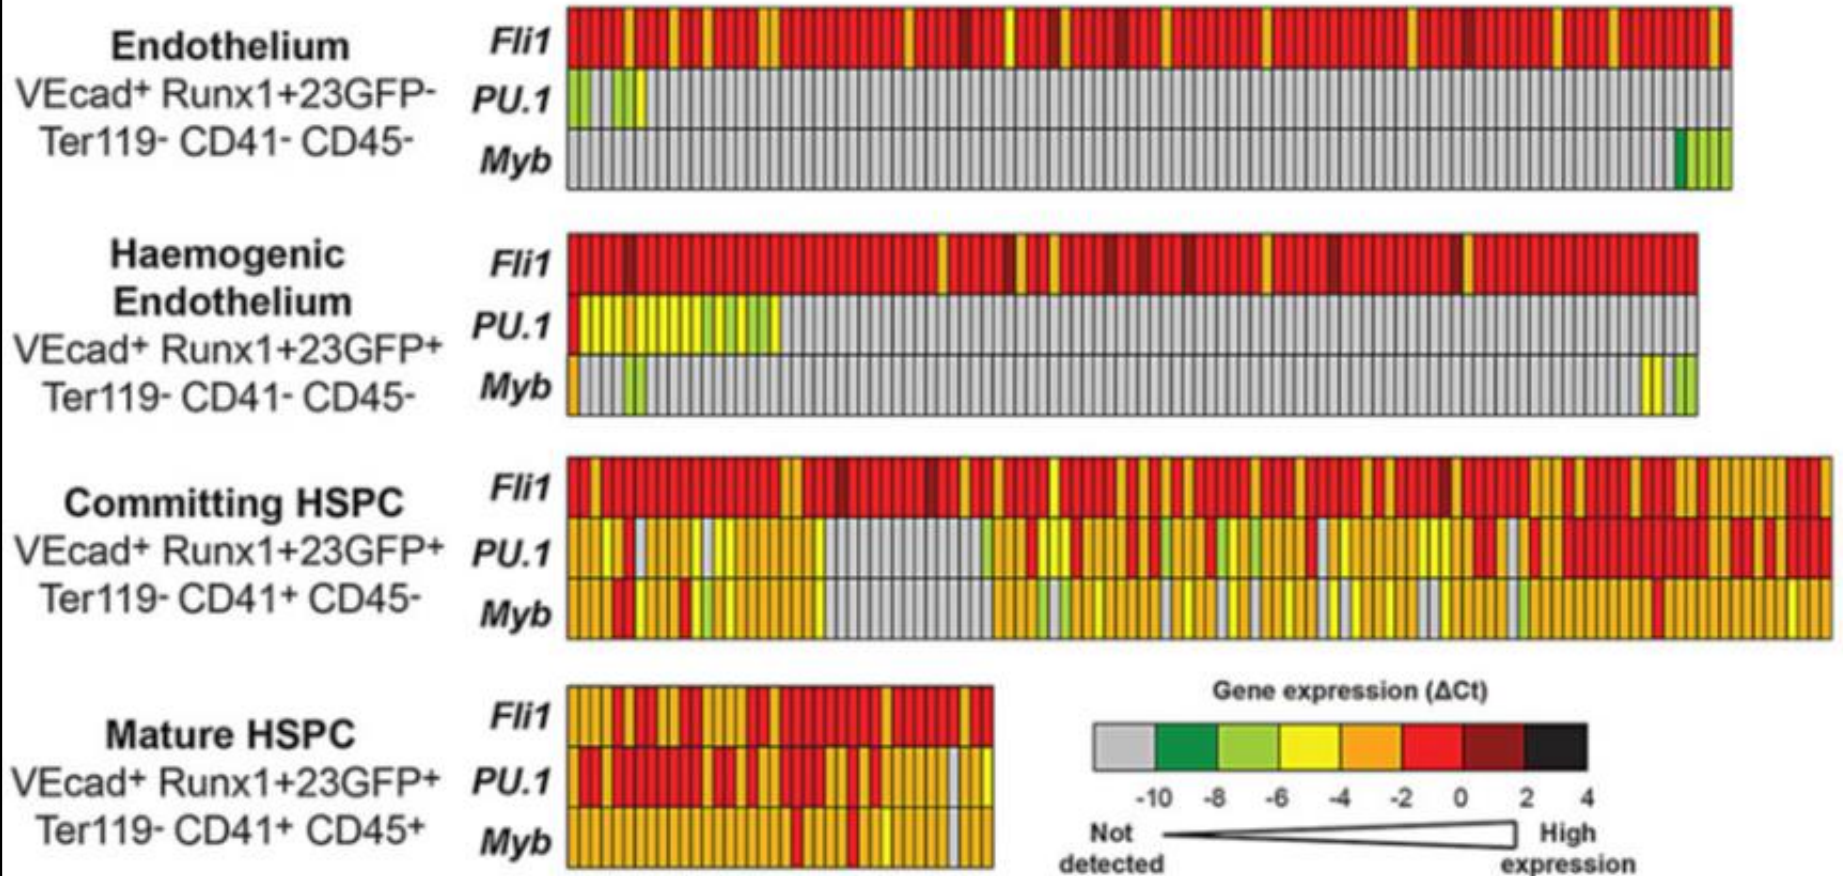 Endothelium
VEcad+ Runx1+23GFP-
Ter119- CD41- CD45-
Fli1
PU.1
Myb
Haemogenic
Endothelium
VEcad+ Runx1+23GFP+
Ter119- CD41- CD45-
Fli1
PU.1
Myb
Committing HSPC
VEcad+ Runx1+23GFP+
Ter119- CD41+ CD45-
Fli1
PU.1
Myb
Mature HSPC
VEcad+ Runx1+23GFP+
Ter119- CD41+ CD45+
Fli1
PU.1
Myb
Gene expression (ΔCt)
-10 -8 -6 -4 -2 0 2 4
Not detected
High expression